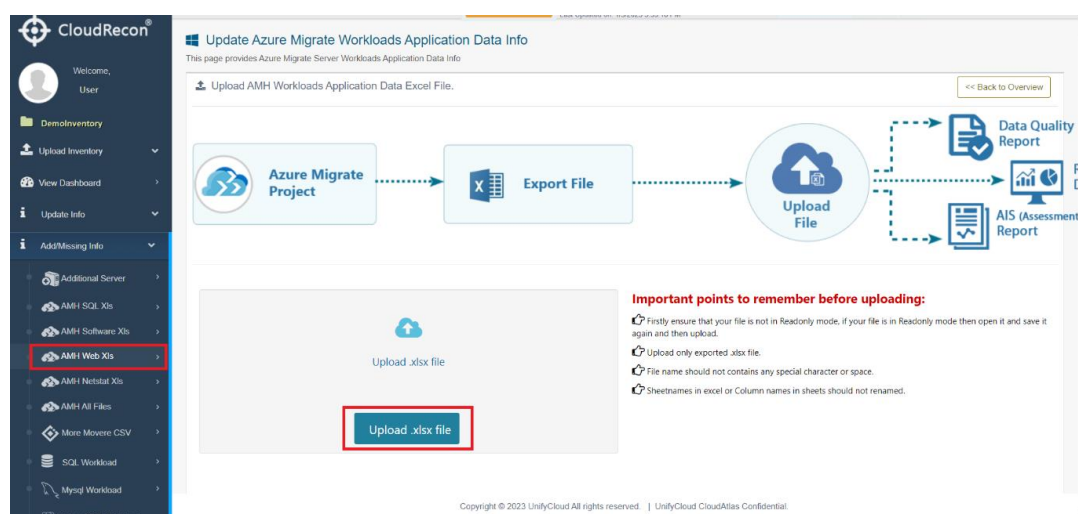 CloudRecon®
Welcome,
User
DemoInventory
Upload Inventory
View Dashboard
Update Info
Add/Missing Info
Additional Server
AMH SQL Xls
AMH Software Xls
AMH Web Xls
AMH Netstat Xls
AMH All Files
More Movere CSV
SQL Workload
Mysql Workload
Update Azure Migrate Workloads Application Data Info
This page provides Azure Migrate Server Workloads Application Data Info
Upload AMH Workloads Application Data Excel File.
<< Back to Overview
Azure Migrate
Project
Export File
Upload
File
Data Quality
Report
AIS (Assessment
Report
Upload .xlsx file
Upload .xlsx file
Important points to remember before uploading:
Firstly ensure that your file is not in Readonly mode, if your file is in Readonly mode then open it and save it
again and then upload.
Upload only exported .xlsx file.
File name should not contains any special character or space.
Sheetnames in excel or Column names in sheets should not renamed.
Copyright © 2023 UnifyCloud All rights reserved. | UnifyCloud CloudAtlas Confidential.